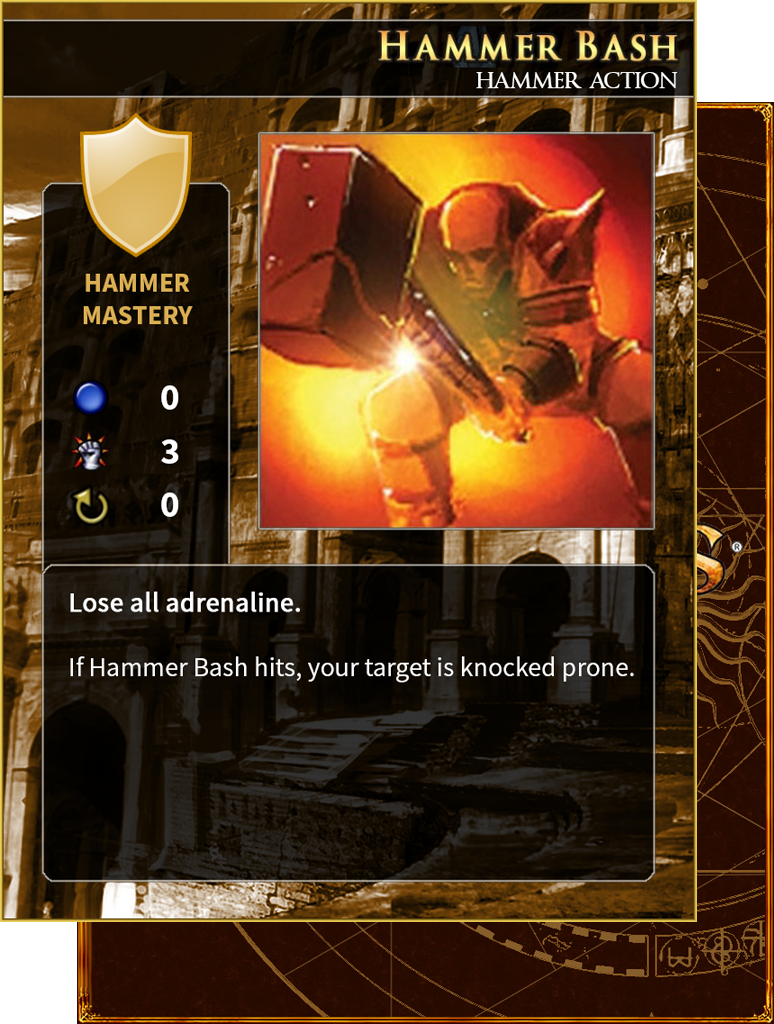 Hammer Bash
Hammer Action
HAMMER
MASTERY
0
3
0
Lose all adrenaline.
If Hammer Bash hits, your target is knocked prone.
®